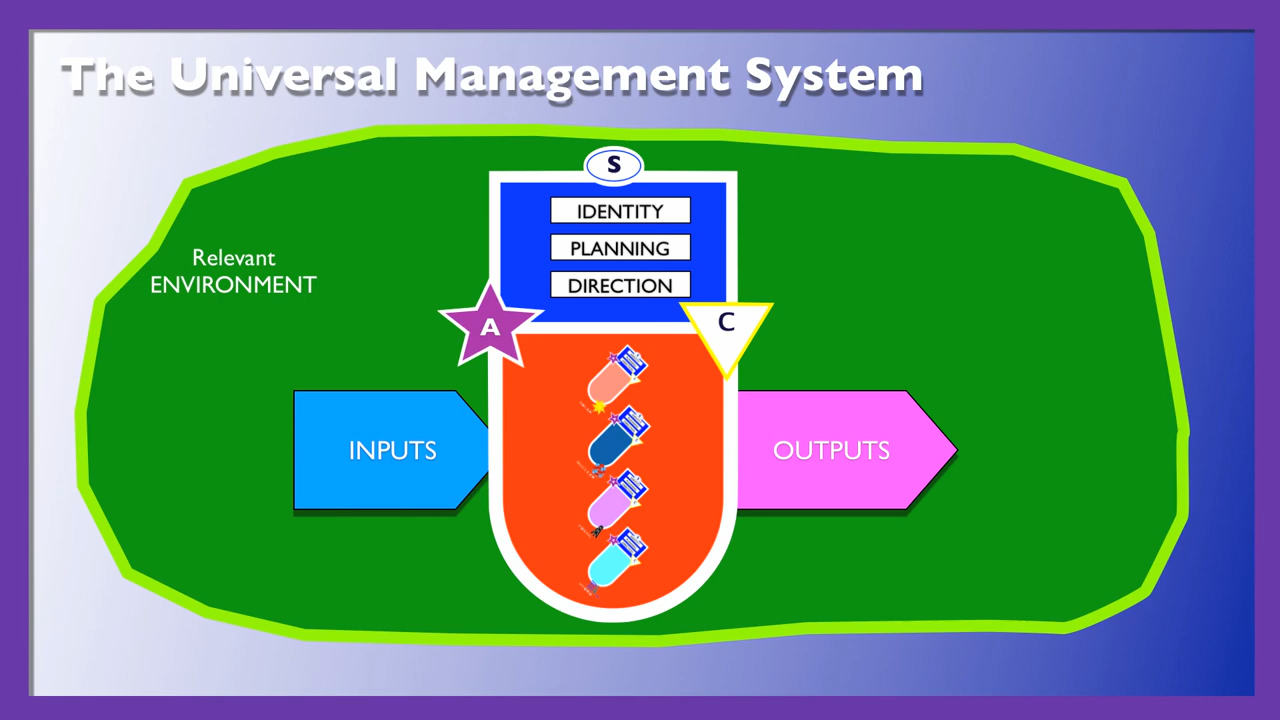 The Universal Management System
S
IDENTITY
PLANNING
DIRECTION
Relevant
ENVIRONMENT
A
C
INPUTS
OUTPUTS